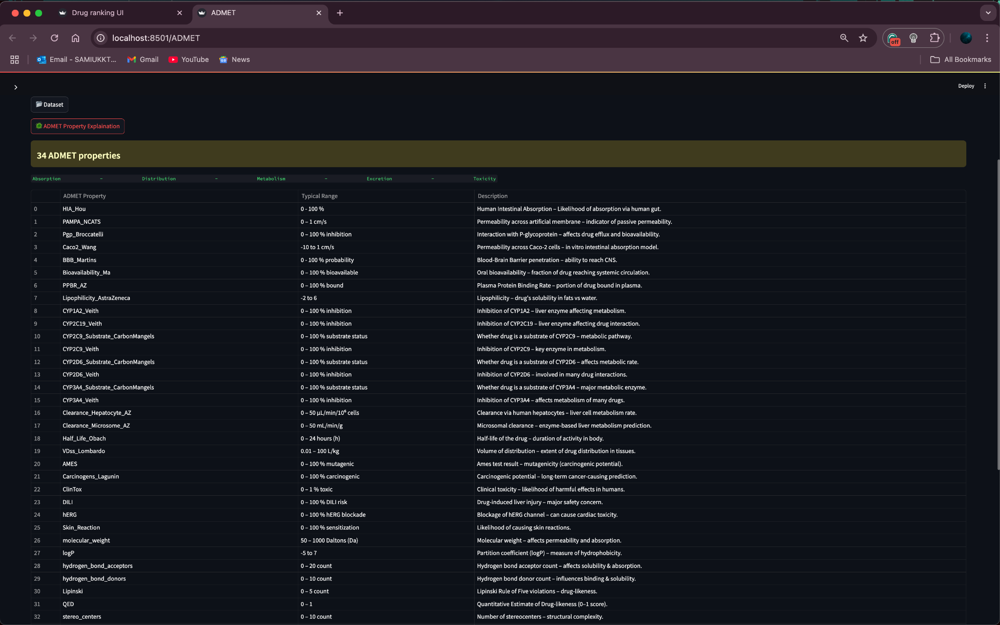 Drug ranking UI
ADMET
localhost:8501/ADMET
off
Email - SAMIUKKT...
Gmail
YouTube
News
All Bookmarks
Deploy
Dataset
ADMET Property Explaination
34 ADMET properties
Absorption - Distribution - Metabolism - Excretion - Toxicity
ADMET Property Typical Range Description
0 HIA_Hou 0 - 100 % Human Intestinal Absorption – Likelihood of absorption via human gut.
1 PAMPA_NCATS 0 – 1 cm/s Permeability across artificial membrane – indicator of passive permeability.
2 Pgp_Broccatelli 0 – 100 % inhibition Interaction with P-glycoprotein – affects drug efflux and bioavailability.
3 Caco2_Wang -10 to 1 cm/s Permeability across Caco-2 cells – in vitro intestinal absorption model.
4 BBB_Martins 0 - 100 % probability Blood-Brain Barrier penetration – ability to reach CNS.
5 Bioavailability_Ma 0 – 100 % bioavailable Oral bioavailability – fraction of drug reaching systemic circulation.
6 PPBR_AZ 0 – 100 % bound Plasma Protein Binding Rate – portion of drug bound in plasma.
7 Lipophilicity_AstraZeneca -2 to 6 Lipophilicity – drug's solubility in fats vs water.
8 CYP1A2_Veith 0 – 100 % inhibition Inhibition of CYP1A2 – liver enzyme affecting metabolism.
9 CYP2C19_Veith 0 – 100 % inhibition Inhibition of CYP2C19 – liver enzyme affecting drug interaction.
10 CYP2C9_Substrate_CarbonMangels 0 – 100 % substrate status Whether drug is a substrate of CYP2C9 – metabolic pathway.
11 CYP2C9_Veith 0 – 100 % inhibition Inhibition of CYP2C9 – key enzyme in metabolism.
12 CYP2D6_Substrate_CarbonMangels 0 – 100 % substrate status Whether drug is a substrate of CYP2D6 – affects metabolic rate.
13 CYP2D6_Veith 0 – 100 % inhibition Inhibition of CYP2D6 – involved in many drug interactions.
14 CYP3A4_Substrate_CarbonMangels 0 – 100 % substrate status Whether drug is a substrate of CYP3A4 – major metabolic enzyme.
15 CYP3A4_Veith 0 – 100 % inhibition Inhibition of CYP3A4 – affects metabolism of many drugs.
16 Clearance_Hepatocyte_AZ 0 – 50 µL/min/10⁶ cells Clearance via human hepatocytes – liver cell metabolism rate.
17 Clearance_Microsome_AZ 0 – 50 mL/min/g Microsomal clearance – enzyme-based liver metabolism prediction.
18 Half_Life_Obach 0 – 24 hours (h) Half-life of the drug – duration of activity in body.
19 VDss_Lombardo 0.01 – 100 L/kg Volume of distribution – extent of drug distribution in tissues.
20 AMES 0 – 100 % mutagenic Ames test result – mutagenicity (carcinogenic potential).
21 Carcinogens_Lagunin 0 – 100 % carcinogenic Carcinogenic potential – long-term cancer-causing prediction.
22 ClinTox 0 – 1 % toxic Clinical toxicity – likelihood of harmful effects in humans.
23 DILI 0 – 100 % DILI risk Drug-induced liver injury – major safety concern.
24 hERG 0 – 100 % hERG blockade Blockage of hERG channel – can cause cardiac toxicity.
25 Skin_Reaction 0 – 100 % sensitization Likelihood of causing skin reactions.
26 molecular_weight 50 – 1000 Daltons (Da) Molecular weight – affects permeability and absorption.
27 logP -5 to 7 Partition coefficient (logP) – measure of hydrophobicity.
28 hydrogen_bond_acceptors 0 – 20 count Hydrogen bond acceptor count – affects solubility & absorption.
29 hydrogen_bond_donors 0 – 10 count Hydrogen bond donor count – influences binding & solubility.
30 Lipinski 0 – 5 count Lipinski Rule of Five violations – drug-likeness.
31 QED 0 – 1 Quantitative Estimate of Drug-likeness (0–1 score).
32 stereo_centers 0 – 10 count Number of stereocenters – structural complexity.